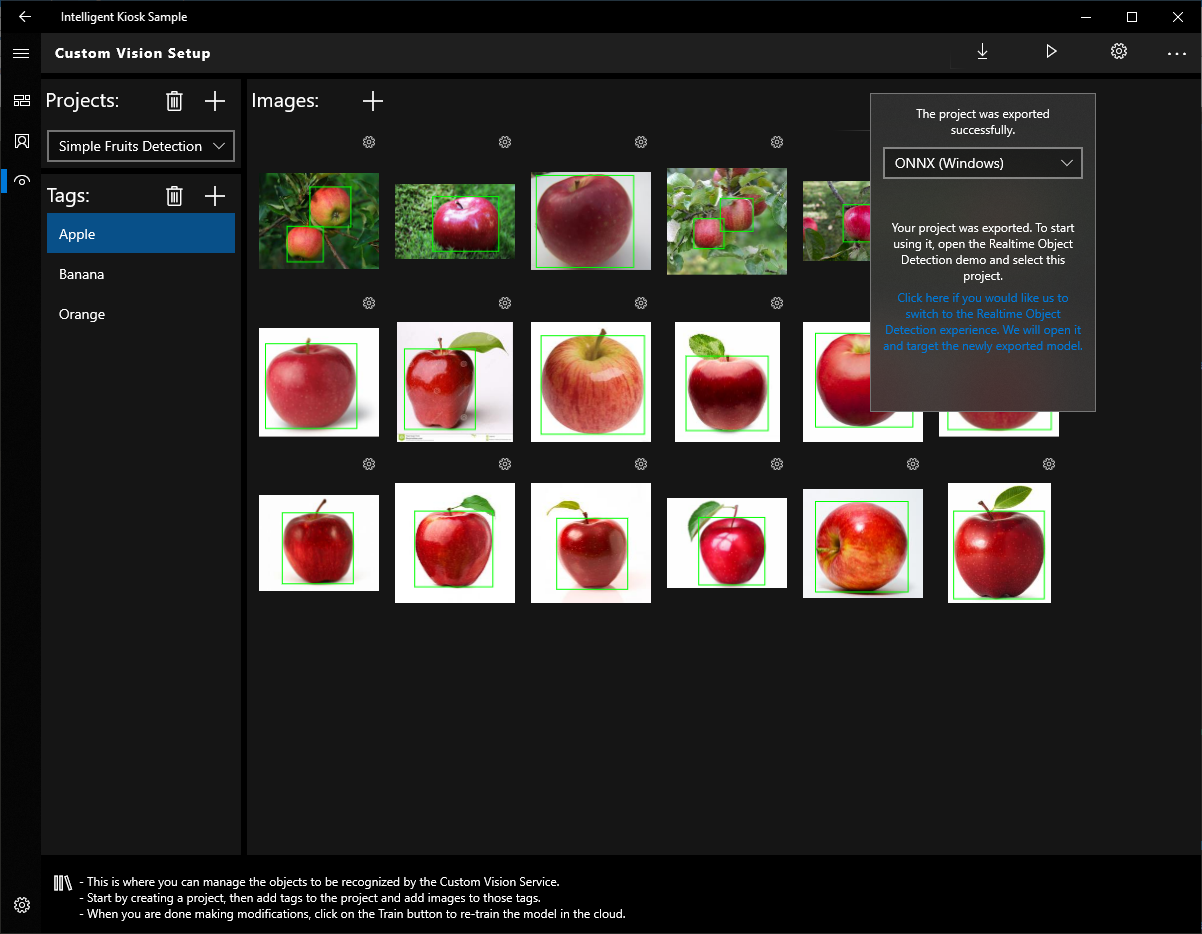 Intelligent Kiosk Sample
Custom Vision Setup
Projects:
Simple Fruits Detection
Tags:
Apple
Banana
Orange
Images:
The project was exported
successfully.
ONNX (Windows)
Your project was exported. To start
using it, open the Realtime Object
Detection demo and select this
project.
Click here if you would like us to
switch to the Realtime Object
Detection experience. We will open it
and target the newly exported model.
- This is where you can manage the objects to be recognized by the Custom Vision Service.
- Start by creating a project, then add tags to the project and add images to those tags.
- When you are done making modifications, click on the Train button to re-train the model in the cloud.